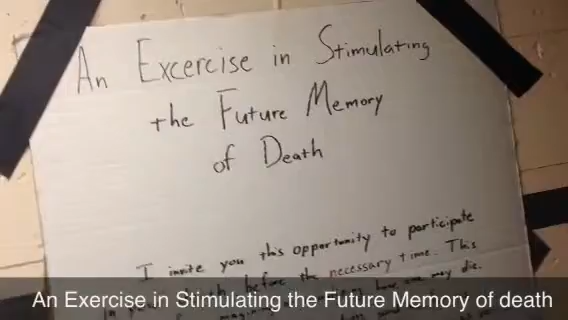 An Excercise in Stimulating
the Future Memory
of Death
I invite you this opportunity to participate
before the necessary time. This
how one may die.
An Exercise in Stimulating the Future Memory of death